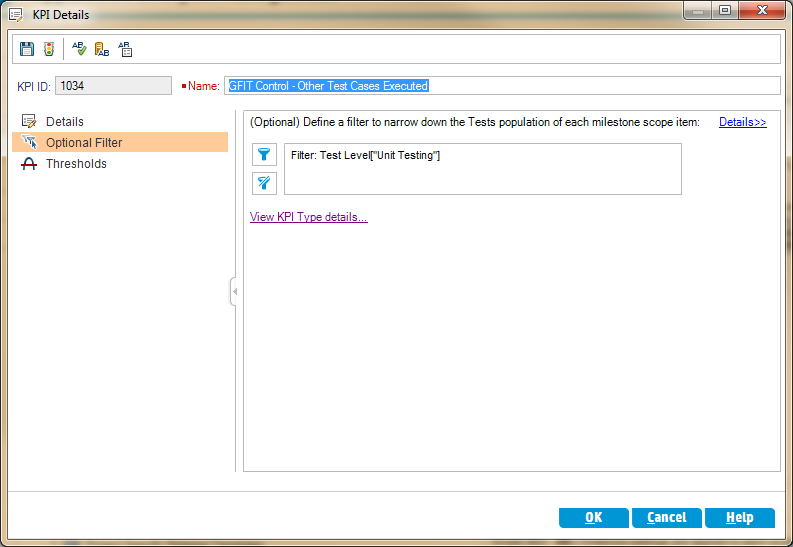 KPI Details
KPI ID: 1034 Name: GFIT Control - Other Test Cases Executed
Details
Optional Filter
Thresholds
(Optional) Define a filter to narrow down the Tests population of each milestone scope item: Details>>
Filter: Test Level["Unit Testing"]
View KPI Type details...
OK Cancel Help